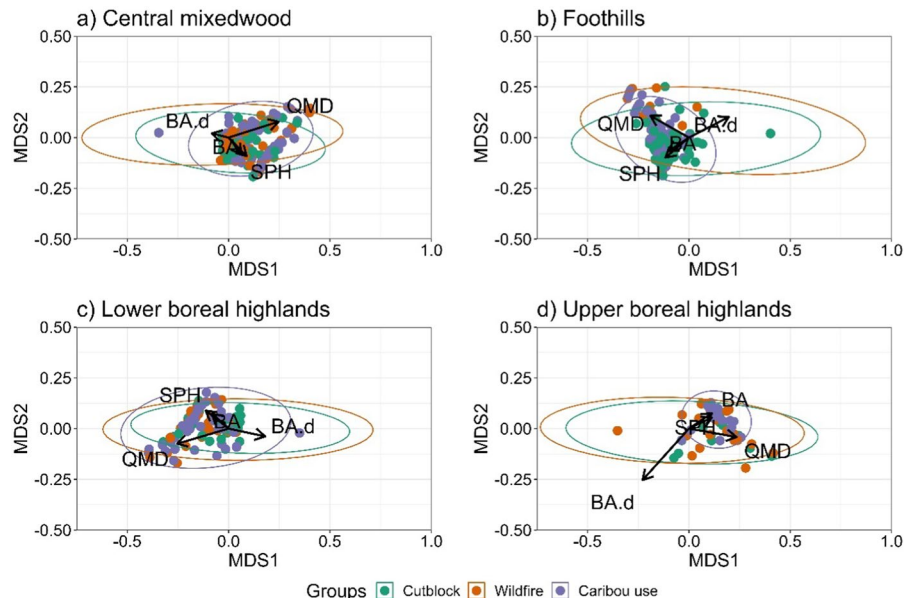 a) Central mixedwood
b) Foothills
0.50
0.25
0.00
-0.25
-0.50
MDS2
BA.d
QMD
BA
SPH
-0.5
0.0
0.5
1.0
MDS1
0.50
0.25
0.00
-0.25
-0.50
MDS2
QMD
BA.d
BA
SPH
-0.5
0.0
0.5
1.0
MDS1
c) Lower boreal highlands
d) Upper boreal highlands
0.50
0.25
0.00
-0.25
-0.50
MDS2
SPH
BA
BA.d
QMD
-0.5
0.0
0.5
1.0
MDS1
0.50
0.25
0.00
-0.25
-0.50
MDS2
BA
SPH
QMD
BA.d
-0.5
0.0
0.5
1.0
MDS1
Groups Cutblock Wildfire Caribou use